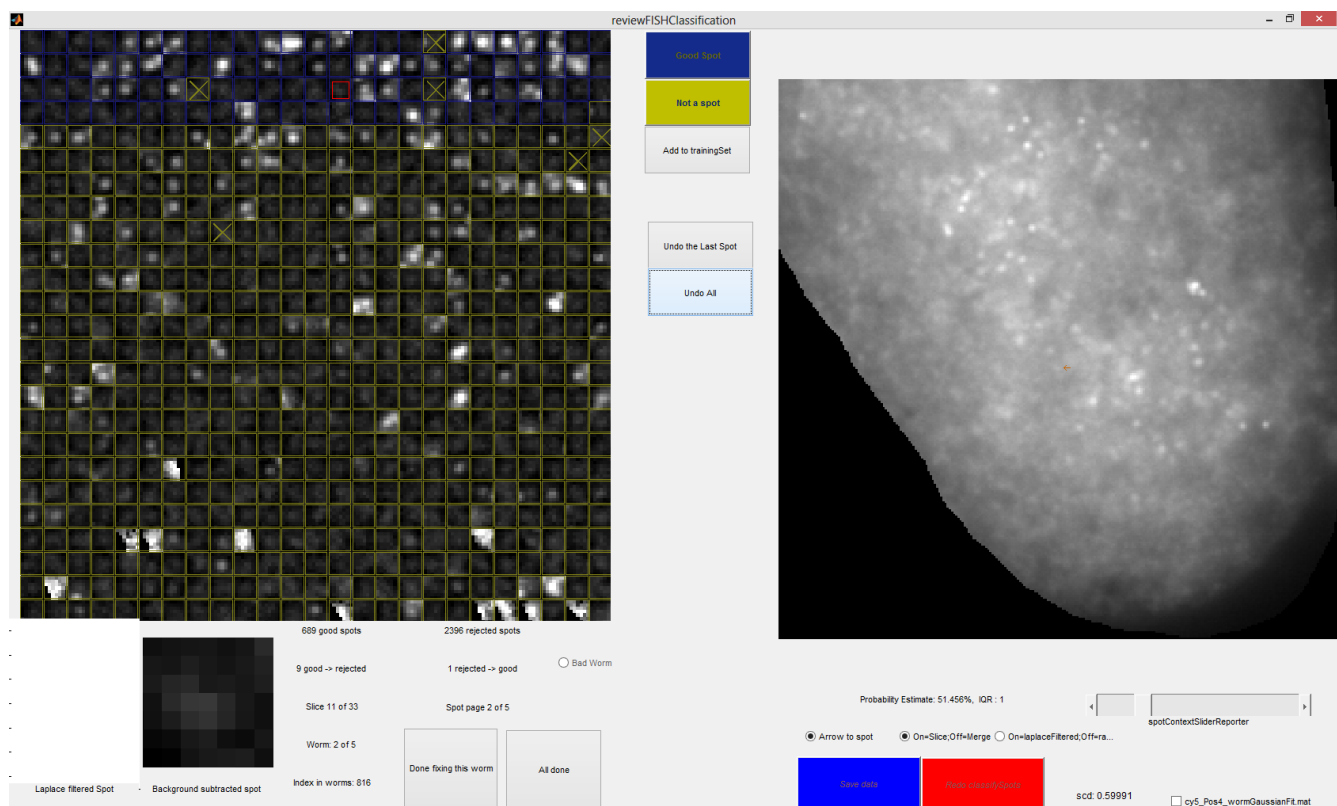 reviewFISHClassification
Good Spot
Not a spot
Add to trainingSet
Undo the Last Spot
Undo All
689 good spots
2396 rejected spots
9 good -> rejected
1 rejected -> good
Bad Worm
Slice 11 of 33
Spot page 2 of 5
Worm: 2 of 5
Index in worms: 816
Done fixing this worm
All done
Laplace filtered Spot
Background subtracted spot
Probability Estimate: 51.456%, IQR : 1
spotContextSliderReporter
Arrow to spot
On=Slice;Off=Merge
On=laplaceFiltered;Off=ra...
Save data
Redo classifySpots
scd: 0.59991
cy5_Pos4_wormGaussianFit.mat